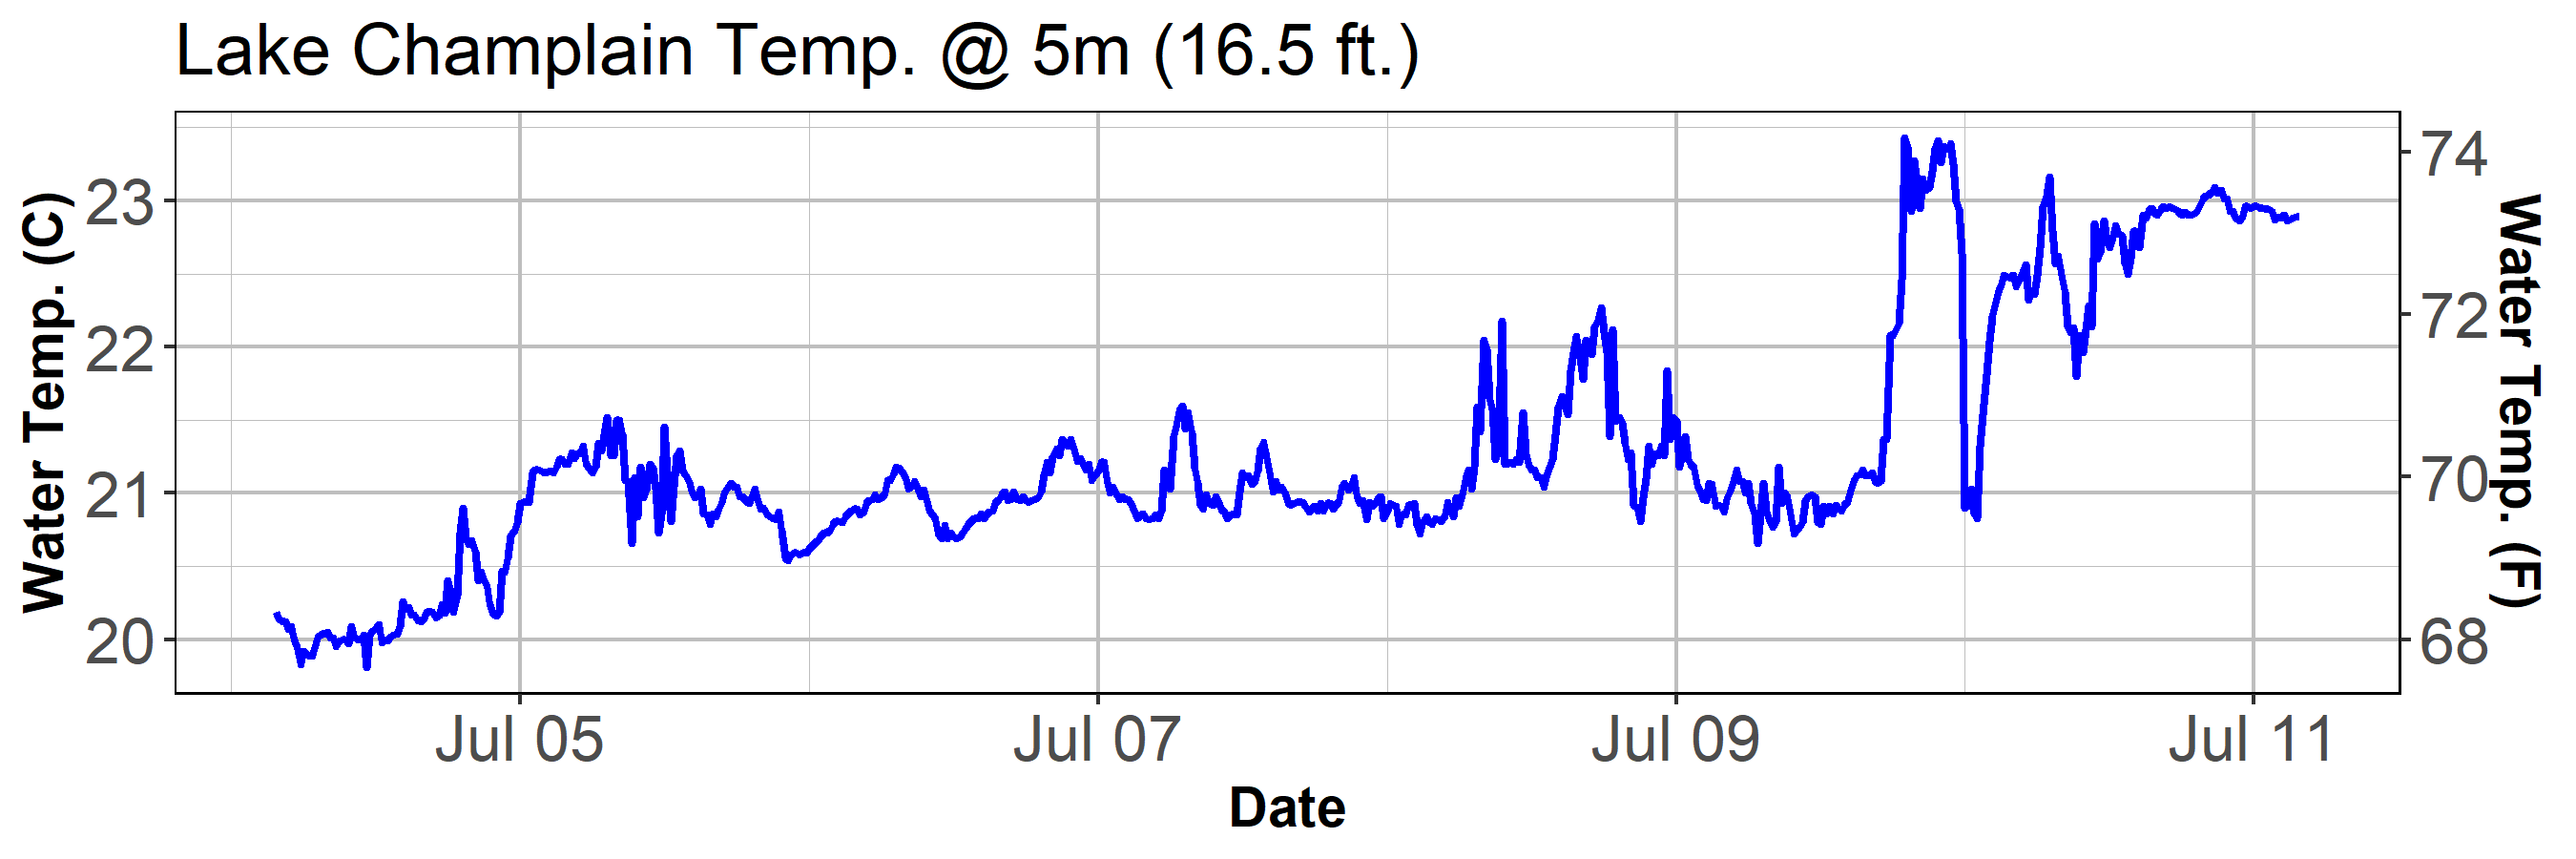 Lake Champlain Temp. @ 5m (16.5 ft.)
Water Temp. (C)
23
22
21
20
74
72
70
68
Water Temp. (F)
Jul 05 Jul 07 Jul 09 Jul 11
Date